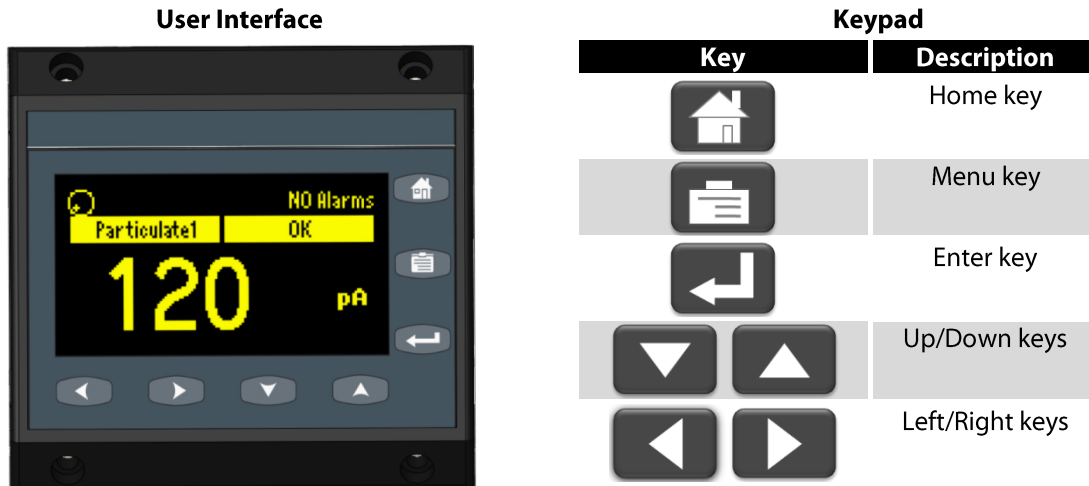 User Interface
NO Alarms
Particulate1 OK
120 pA
Keypad
Key Description
Home key
Menu key
Enter key
Up/Down keys
Left/Right keys